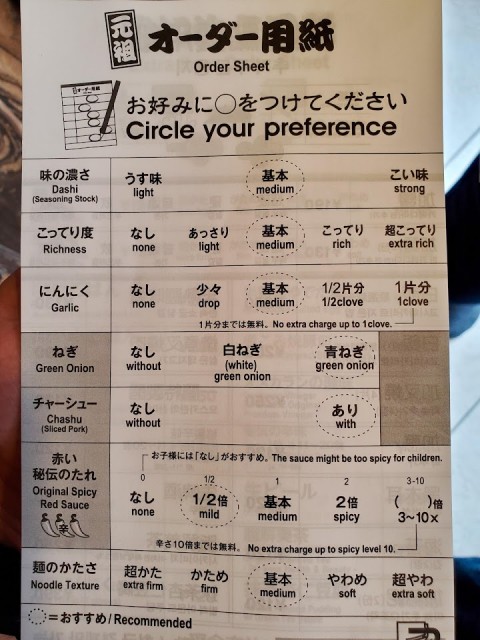 元祖 オーダー用紙
Order Sheet
お好みに○をつけてください
Circle your preference
味の濃さ うす味 基本 こい味
Dashi light medium strong
(Seasoning Stock)
こってり度 なし あっさり 基本 こってり 超こってり
Richness none light medium rich extra rich
にんにく なし 少々 基本 1/2片分 1片分
Garlic none drop medium 1/2clove 1clove
1片分までは無料。No extra charge up to 1clove.
ねぎ なし 白ねぎ 青ねぎ
Green Onion without (white) green onion
green onion
チャーシュー なし あり
Chashu without with
(Sliced Pork)
お子様には「なし」がおすすめ。The sauce might be too spicy for children.
赤い
秘伝のたれ
Original Spicy
Red Sauce
辛
0 1/2 1 2 3-10
なし 1/2倍 基本 2倍 ( )倍
none mild medium spicy 3~10x
辛さ10倍までは無料。No extra charge up to spicy level 10.
麺のかたさ 超かた かため 基本 やわめ 超やわ
Noodle Texture extra firm firm medium soft extra soft
=おすすめ/Recommended